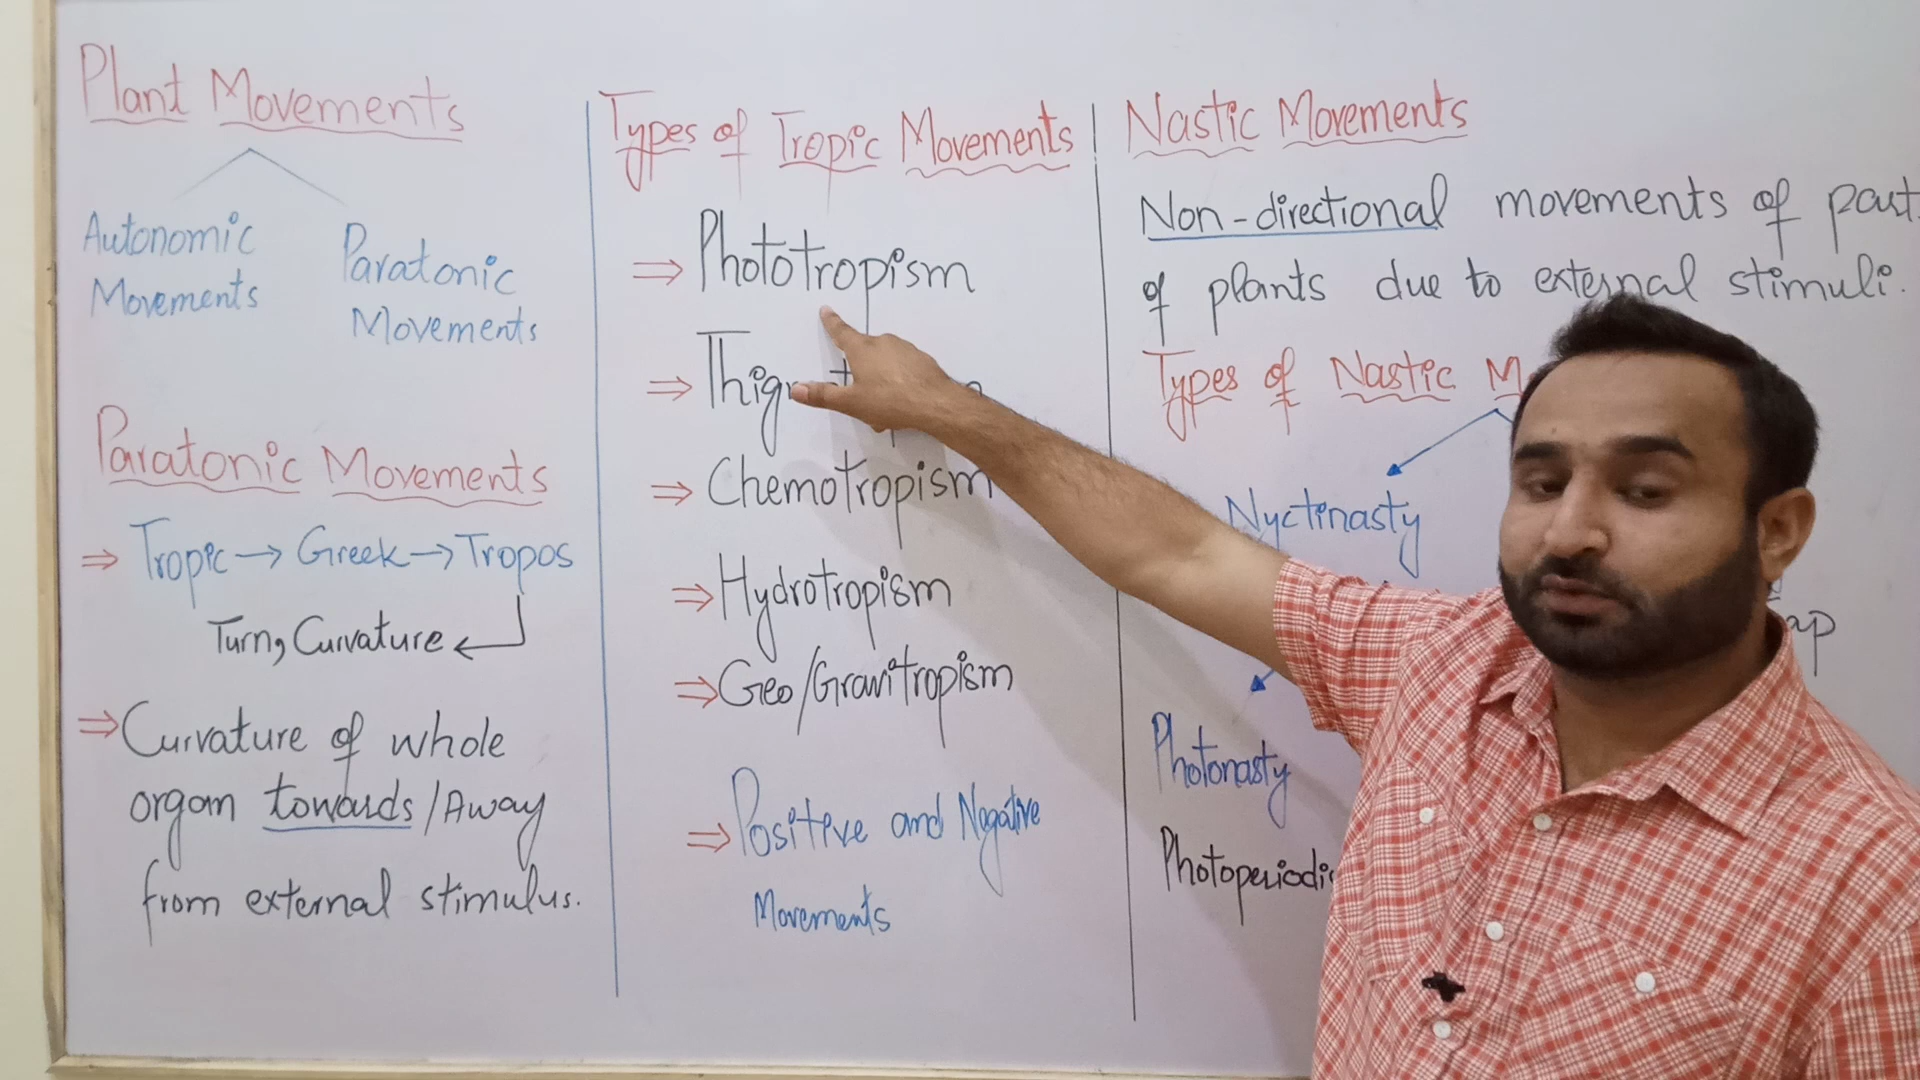 Plant Movements
Autonomic
Movements
Paratonic
Movements
Paratonic Movements
⇒ Tropic → Greek → Tropos
Turn, Curvature ↵
⇒ Curvature of whole
organ towards/Away
from external stimulus.
Types of Tropic Movements
⇒ Phototropism
⇒
⇒ Chemotropism
⇒ Hydrotropism
⇒ Geo/Gravitropism
⇒ Positive and Negative
Movements
Nastic Movements
Non-directional movements of part
of plants due to external stimuli.
Types of Nastic
Nyctinasty
Photonasty